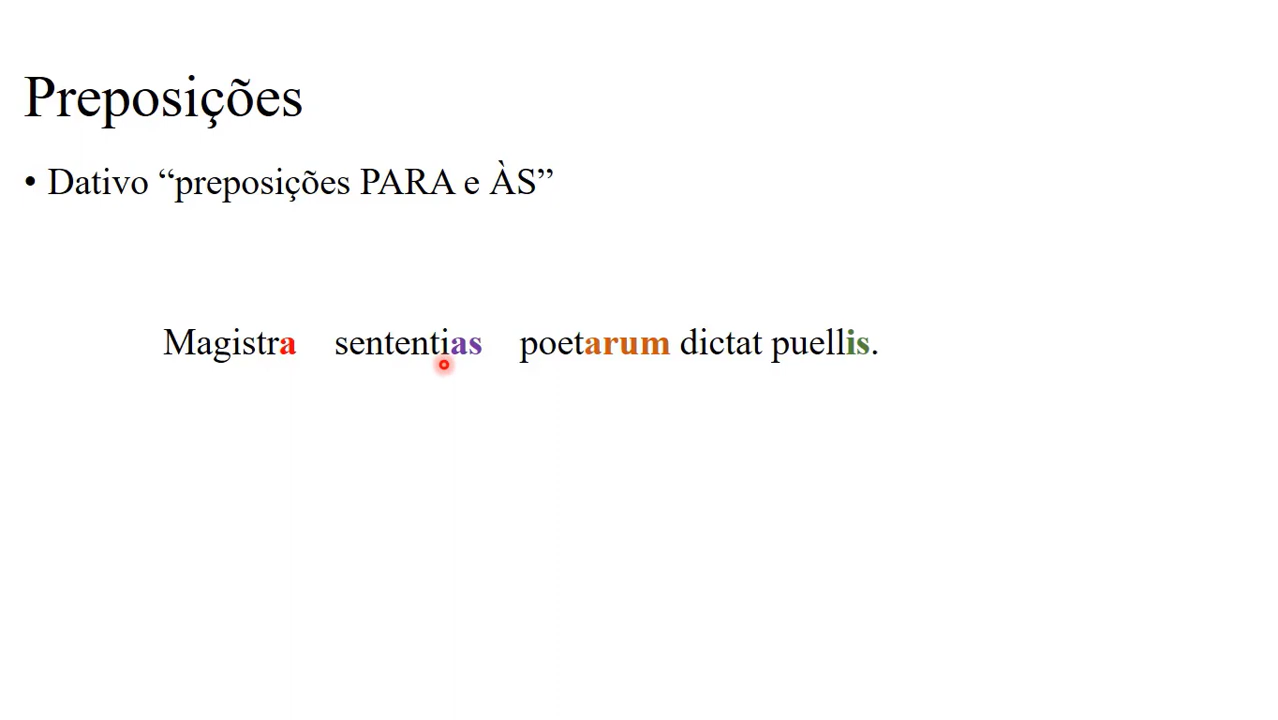 Preposições
• Dativo “preposições PARA e ÀS”
Magistra sententias poetarum dictat puellis.